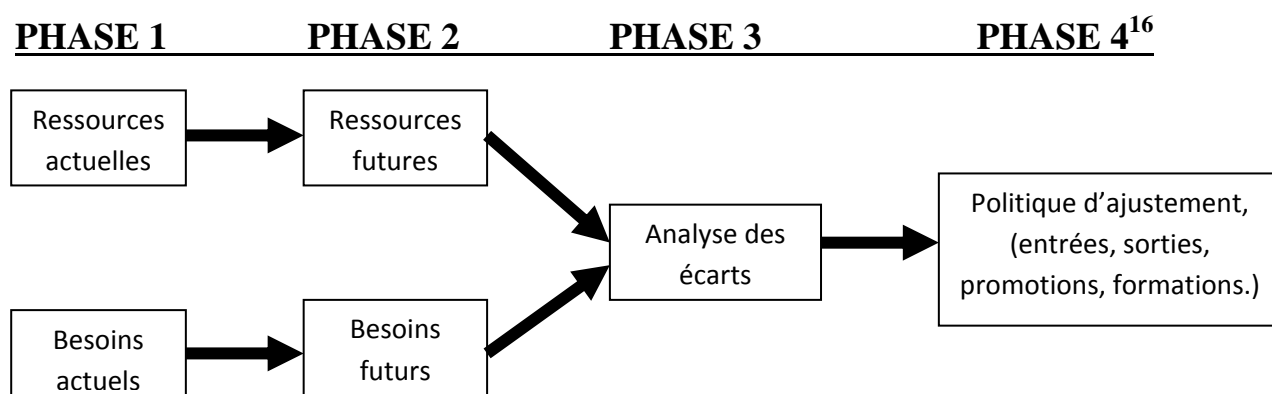 PHASE 1 PHASE 2 PHASE 3 PHASE 4¹⁶
Ressources
actuelles
Ressources
futures
Analyse des
écarts
Politique d’ajustement,
(entrées, sorties,
promotions, formations.)
Besoins
actuels
Besoins
futurs